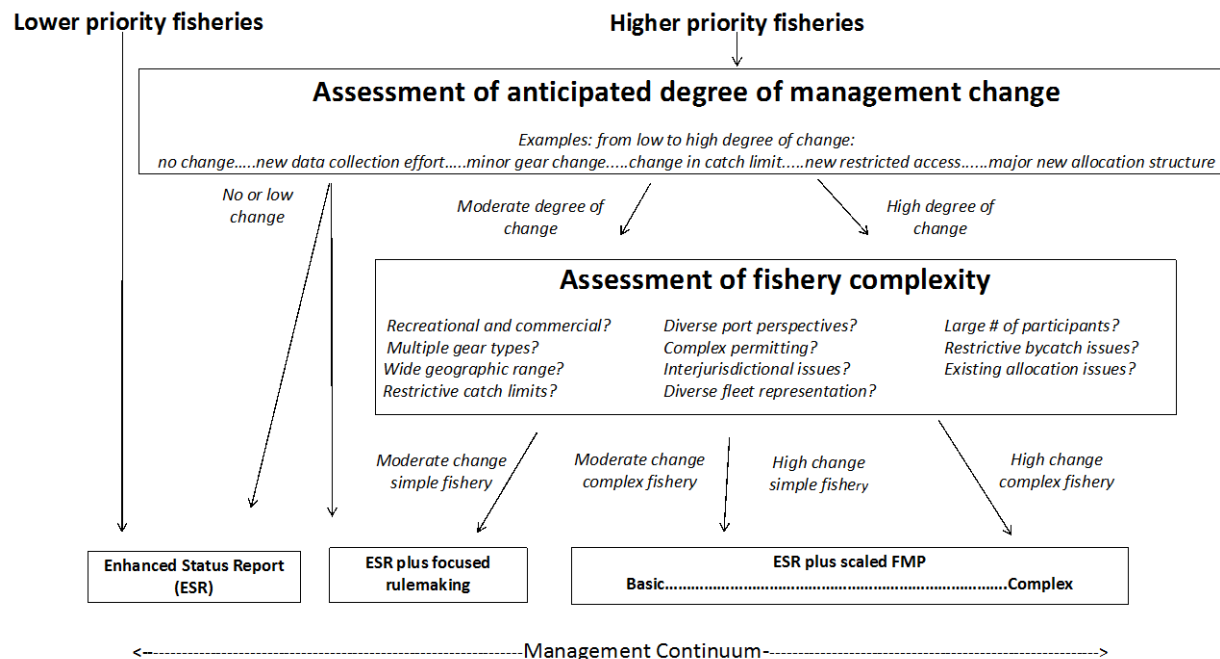 Lower priority fisheries
Higher priority fisheries
Assessment of anticipated degree of management change
Examples: from low to high degree of change:
no change.....new data collection effort.....minor gear change.....change in catch limit.....new restricted access......major new allocation structure
No or low
change
Moderate degree of
change
High degree of
change
Assessment of fishery complexity
Recreational and commercial?
Multiple gear types?
Wide geographic range?
Restrictive catch limits?
Diverse port perspectives?
Complex permitting?
Interjurisdictional issues?
Diverse fleet representation?
Large # of participants?
Restrictive bycatch issues?
Existing allocation issues?
Moderate change
simple fishery
Moderate change
complex fishery
High change
simple fishery
High change
complex fishery
Enhanced Status Report
(ESR)
ESR plus focused
rulemaking
ESR plus scaled FMP
Basic..................................................................................Complex
<---------------------------------------------------Management Continuum--------------------------------------------->